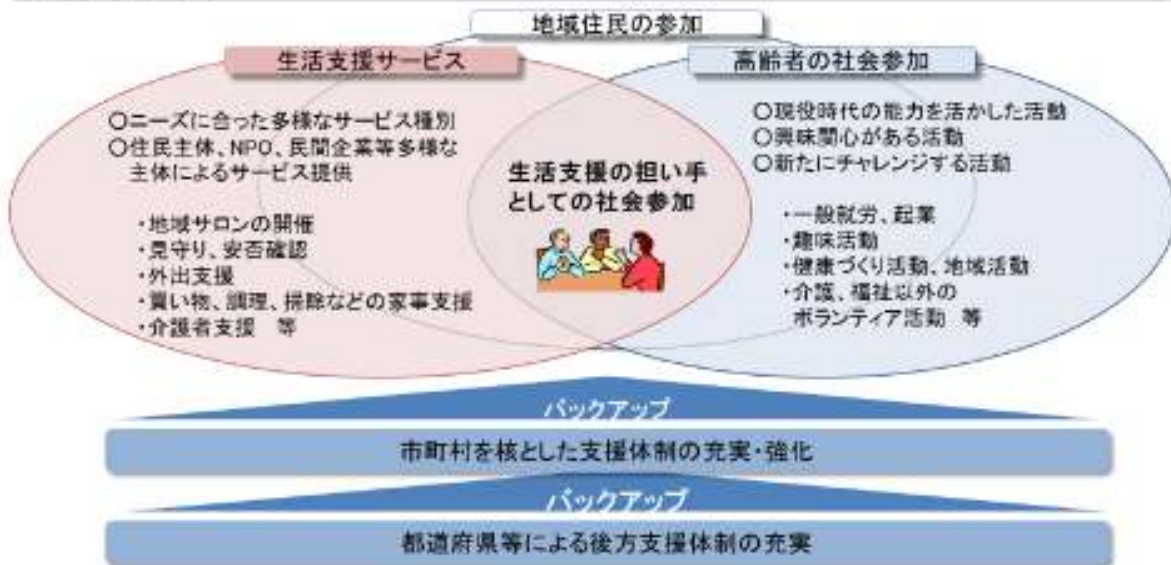 地域住民の参加
生活支援サービス
〇ニーズに合った多様なサービス種別
〇住民主体、NPO、民間企業等多様な
主体によるサービス提供
・地域サロンの開催
・見守り、安否確認
・外出支援
・買い物、調理、掃除などの家事支援
・介護者支援 等
生活支援の担い手
としての社会参加
高齢者の社会参加
〇現役時代の能力を活かした活動
〇興味関心がある活動
〇新たにチャレンジする活動
・一般就労、起業
・趣味活動
・健康づくり活動、地域活動
・介護、福祉以外の
ボランティア活動 等
バックアップ
市町村を核とした支援体制の充実・強化
バックアップ
都道府県等による後方支援体制の充実